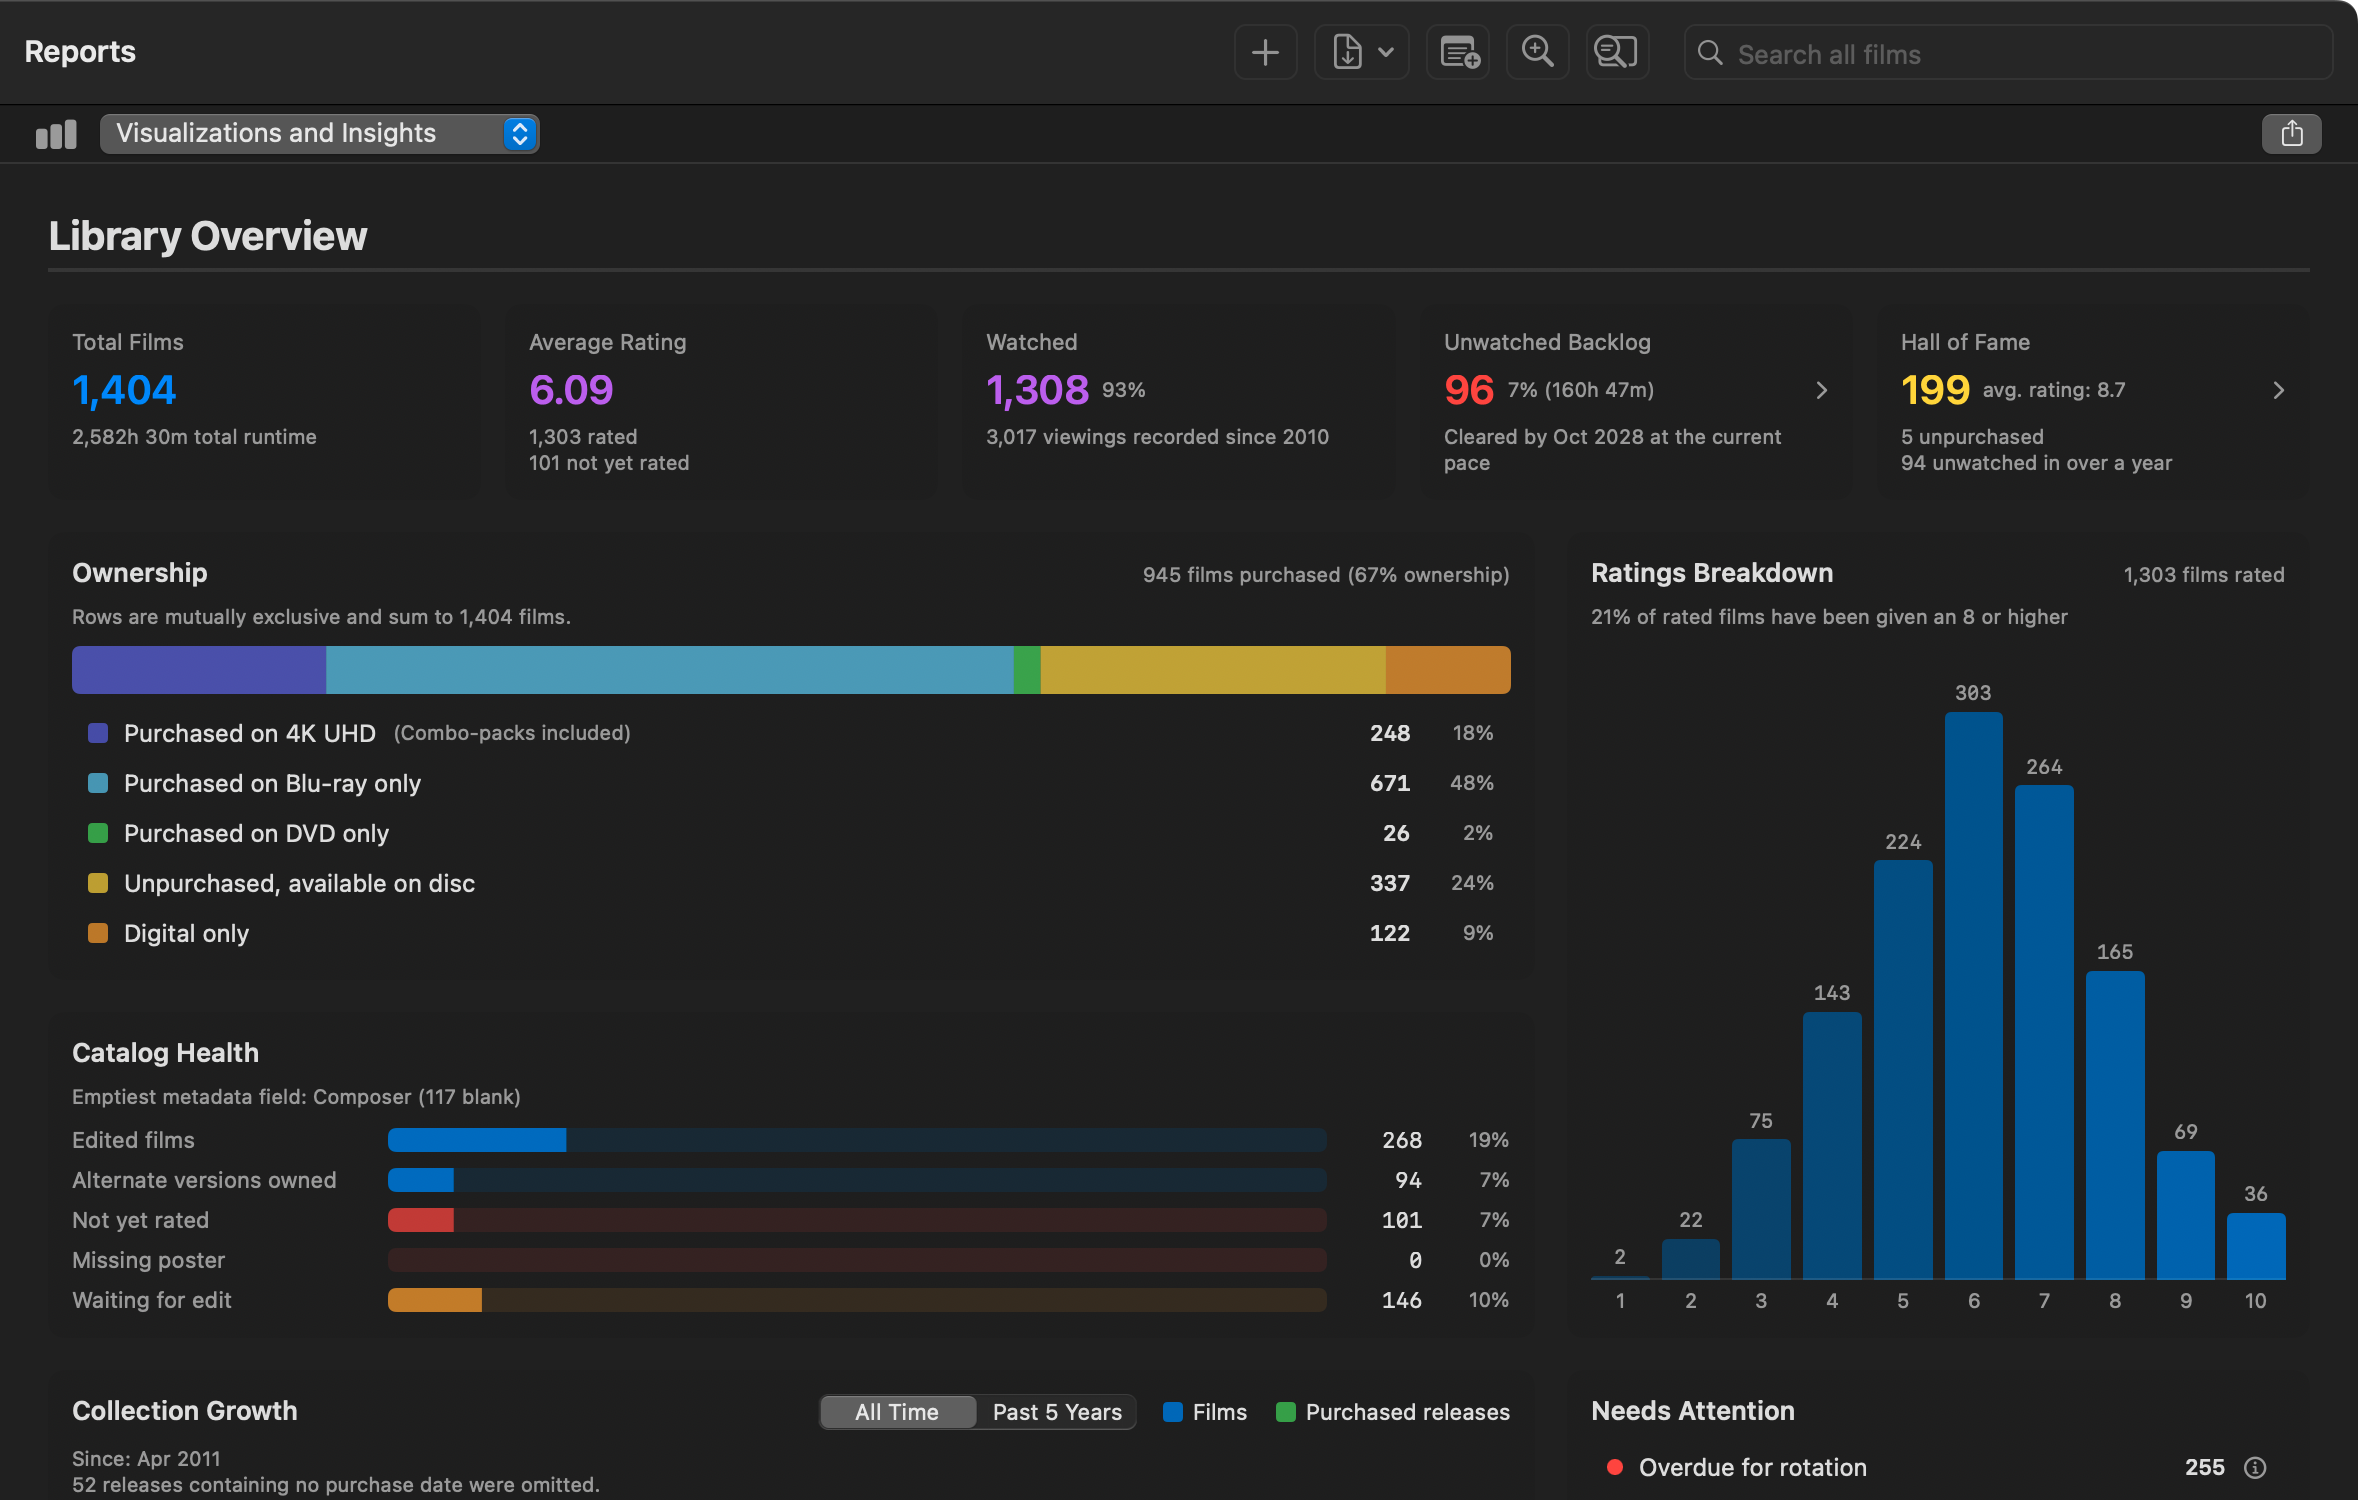 Reports
Search all films
Visualizations and Insights
Library Overview
Total Films
1,404
2,582h 30m total runtime
Average Rating
6.09
1,303 rated
101 not yet rated
Watched
1,308 93%
3,017 viewings recorded since 2010
Unwatched Backlog
96 7% (160h 47m)
Cleared by Oct 2028 at the current
pace
Hall of Fame
199 avg. rating: 8.7
5 unpurchased
94 unwatched in over a year
Ownership
945 films purchased (67% ownership)
Rows are mutually exclusive and sum to 1,404 films.
Purchased on 4K UHD (Combo-packs included) 248 18%
Purchased on Blu-ray only 671 48%
Purchased on DVD only 26 2%
Unpurchased, available on disc 337 24%
Digital only 122 9%
Ratings Breakdown
1,303 films rated
21% of rated films have been given an 8 or higher
303
264
224
165
143
75
69
36
22
2
1 2 3 4 5 6 7 8 9 10
Catalog Health
Emptiest metadata field: Composer (117 blank)
Edited films 268 19%
Alternate versions owned 94 7%
Not yet rated 101 7%
Missing poster 0 0%
Waiting for edit 146 10%
Collection Growth
All Time Past 5 Years Films Purchased releases
Since: Apr 2011
52 releases containing no purchase date were omitted.
Needs Attention
Overdue for rotation 255